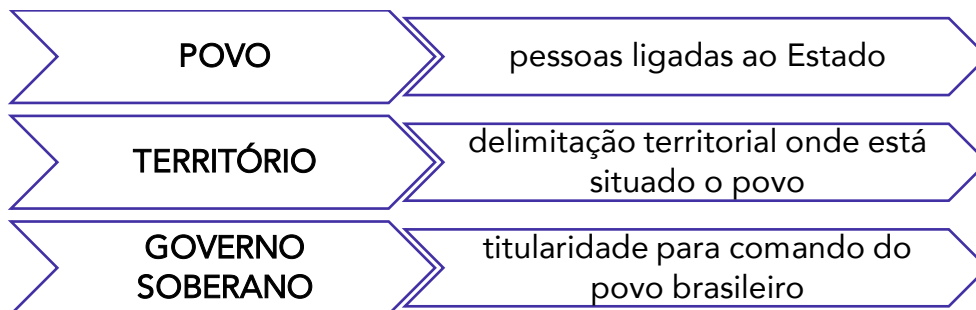 POVO
pessoas ligadas ao Estado
TERRITÓRIO
delimitação territorial onde está
situado o povo
GOVERNO
SOBERANO
titularidade para comando do
povo brasileiro